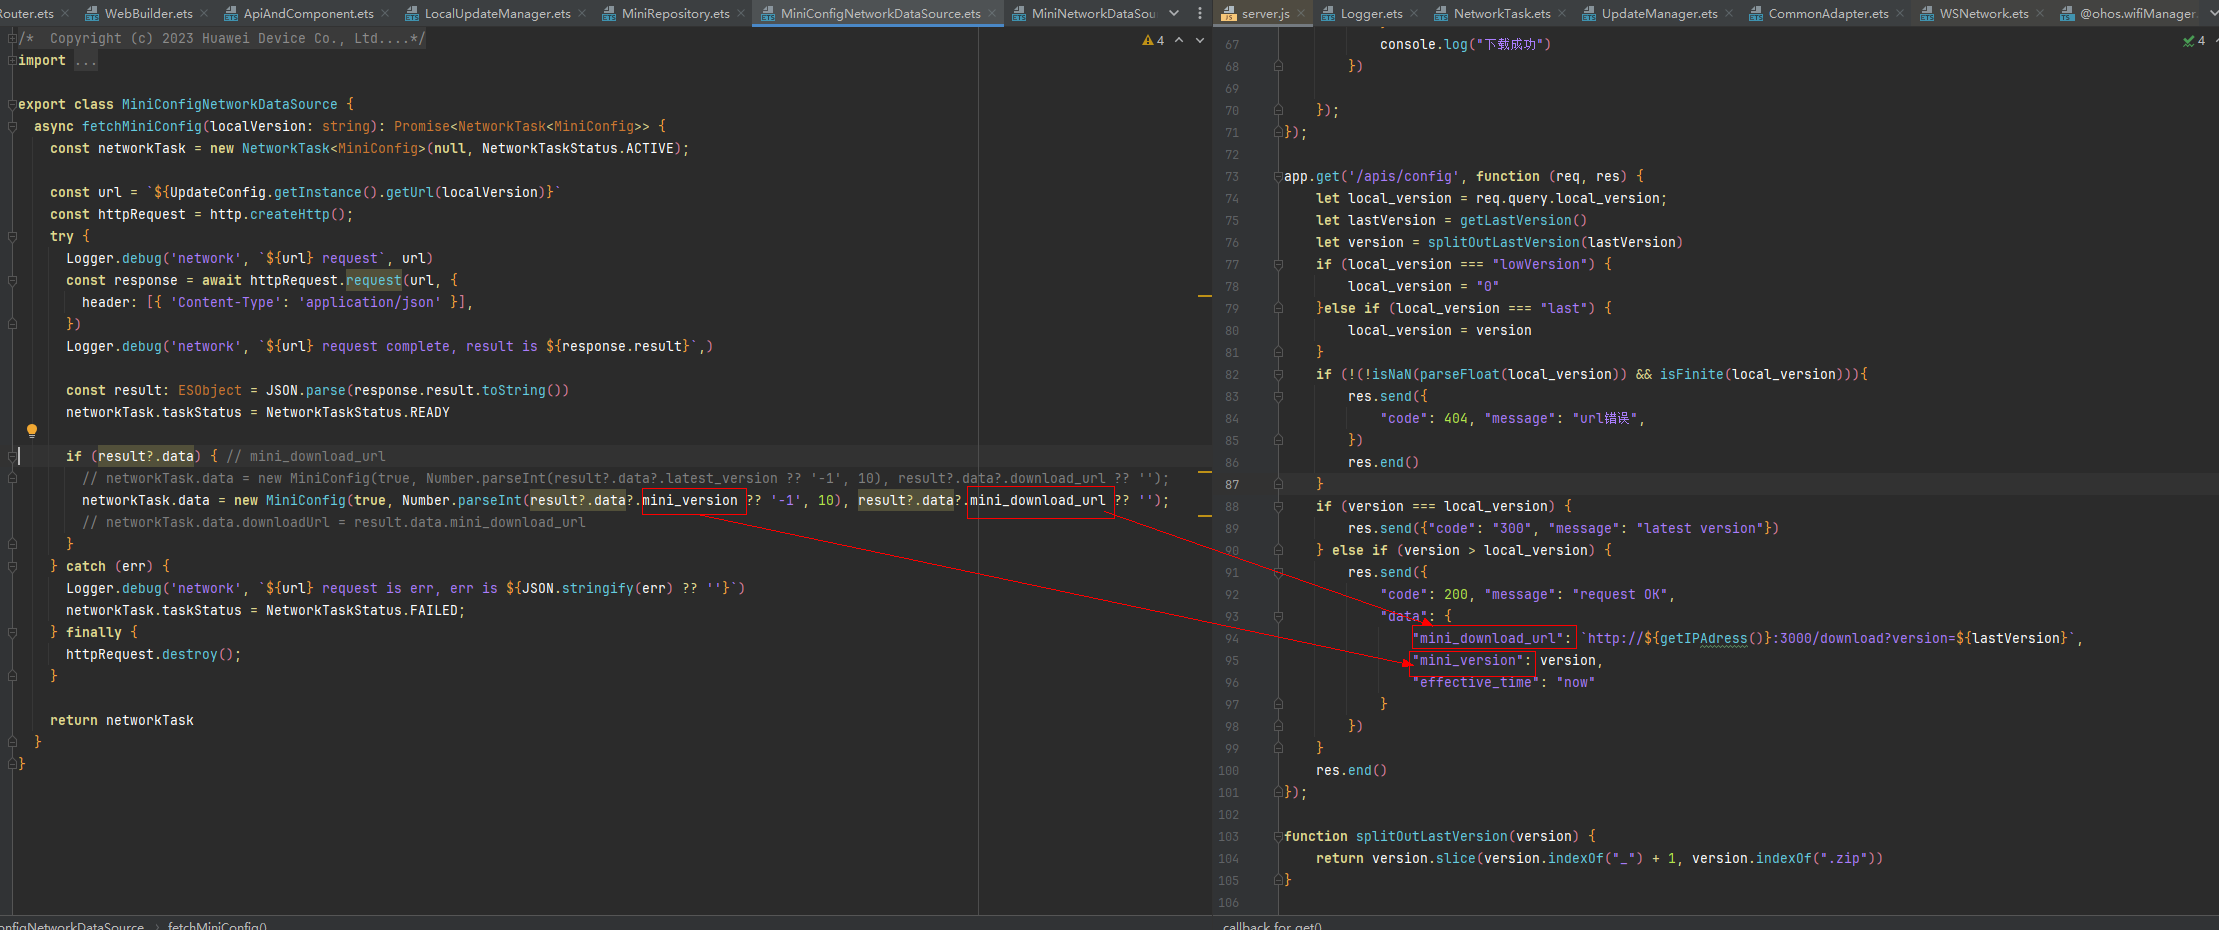 Router.ets
WebBuilder.ets
ApiAndComponent.ets
LocalUpdateManager.ets
MiniRepository.ets
MiniConfigNetworkDataSource.ets
MiniNetworkDataSou
/* Copyright (c) 2023 Huawei Device Co., Ltd....*/
4
import ...
export class MiniConfigNetworkDataSource {
async fetchMiniConfig(localVersion: string): Promise<NetworkTask<MiniConfig>> {
const networkTask = new NetworkTask<MiniConfig>(null, NetworkTaskStatus.ACTIVE);
const url = `${UpdateConfig.getInstance().getUrl(localVersion)}`
const httpRequest = http.createHttp();
try {
Logger.debug('network', `${url} request`, url)
const response = await httpRequest.request(url, {
header: [{ 'Content-Type': 'application/json' }],
})
Logger.debug('network', `${url} request complete, result is ${response.result}`,)
const result: ESObject = JSON.parse(response.result.toString())
networkTask.taskStatus = NetworkTaskStatus.READY
if (result?.data) { // mini_download_url
// networkTask.data = new MiniConfig(true, Number.parseInt(result?.data?.latest_version ?? '-1', 10), result?.data?.download_url ?? '');
networkTask.data = new MiniConfig(true, Number.parseInt(result?.data?.mini_version ?? '-1', 10), result?.data?.mini_download_url ?? '');
// networkTask.data.downloadUrl = result.data.mini_download_url
}
} catch (err) {
Logger.debug('network', `${url} request is err, err is ${JSON.stringify(err) ?? ''}`)
networkTask.taskStatus = NetworkTaskStatus.FAILED;
} finally {
httpRequest.destroy();
}
return networkTask
}
}
onfigNetworkDataSource > fetchMiniConfig()
server.js
Logger.ets
NetworkTask.ets
UpdateManager.ets
CommonAdapter.ets
WSNetwork.ets
@ohos.wifiManager.
4
67 console.log("下载成功")
68 })
69
70 });
71 });
72
73 app.get('/apis/config', function (req, res) {
74 let local_version = req.query.local_version;
75 let lastVersion = getLastVersion()
76 let version = splitOutLastVersion(lastVersion)
77 if (local_version === "lowVersion") {
78 local_version = "0"
79 }else if (local_version === "last") {
80 local_version = version
81 }
82 if (!(!isNaN(parseFloat(local_version)) && isFinite(local_version))){
83 res.send({
84 "code": 404, "message": "url错误",
85 })
86 res.end()
87 }
88 if (version === local_version) {
89 res.send({"code": "300", "message": "latest version"})
90 } else if (version > local_version) {
91 res.send({
92 "code": 200, "message": "request OK",
93 "data": {
94 "mini_download_url": `http://${getIPAdress()}:3000/download?version=${lastVersion}`,
95 "mini_version": version,
96 "effective_time": "now"
97 }
98 })
99 }
100 res.end()
101 });
102
103 function splitOutLastVersion(version) {
104 return version.slice(version.indexOf("_") + 1, version.indexOf(".zip"))
105 }
106
callback for get()